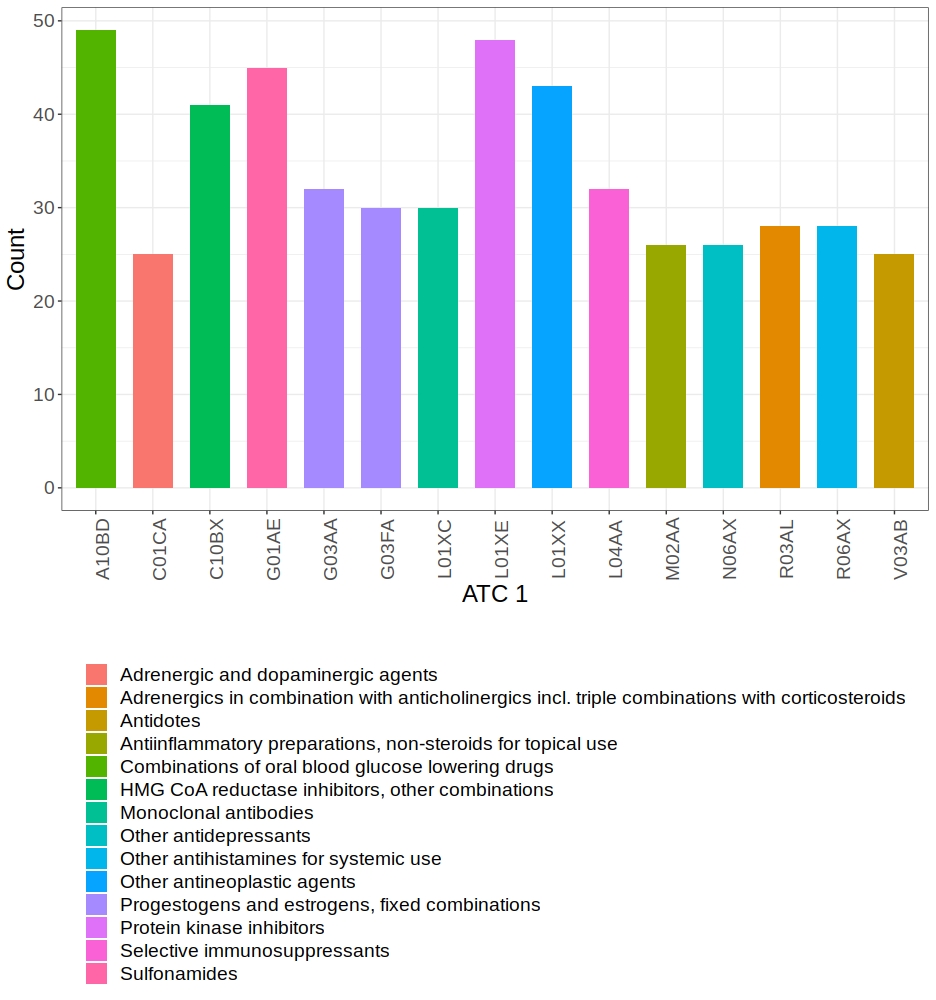 50
40
30
20
10
0
Count
A10BD
C01CA
C10BX
G01AE
G03AA
G03FA
L01XC
L01XE
L01XX
L04AA
M02AA
N06AX
R03AL
R06AX
V03AB
ATC 1
Adrenergic and dopaminergic agents
Adrenergics in combination with anticholinergics incl. triple combinations with corticosteroids
Antidotes
Antiinflammatory preparations, non-steroids for topical use
Combinations of oral blood glucose lowering drugs
HMG CoA reductase inhibitors, other combinations
Monoclonal antibodies
Other antidepressants
Other antihistamines for systemic use
Other antineoplastic agents
Progestogens and estrogens, fixed combinations
Protein kinase inhibitors
Selective immunosuppressants
Sulfonamides